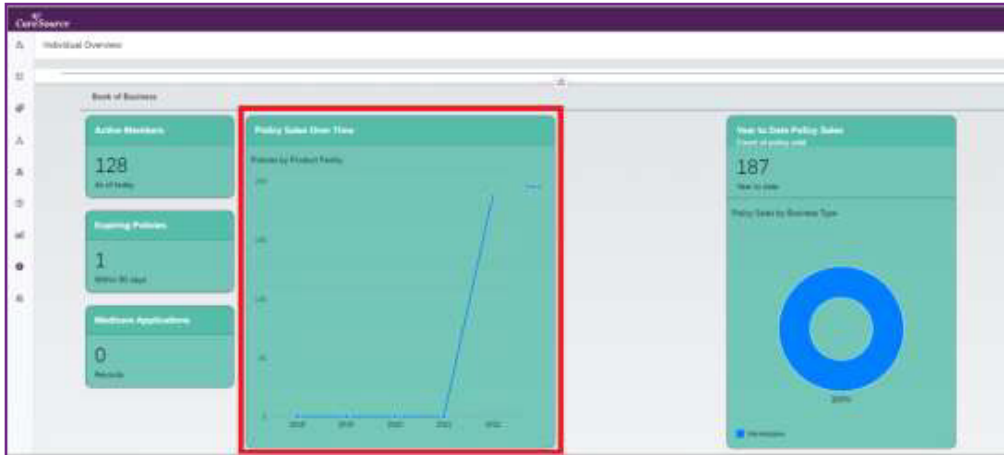 CareSource
Individual Overview
Book of Business
Active Members
128
As of today
Expiring Policies
1
Within 90 days
Medicare Applications
0
Records
Policy Sales Over Time
Policies by Product Family
2018 2019 2020 2021 2022
Year to Date Policy Sales
Count of policy sold
187
Year to date
Policy Sales by Business Type
100%
Marketplace